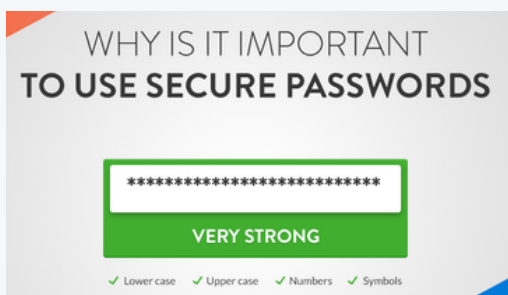 WHY IS IT IMPORTANT
TO USE SECURE PASSWORDS
***************************
VERY STRONG
✓ Lower case ✓ Upper case ✓ Numbers ✓ Symbols